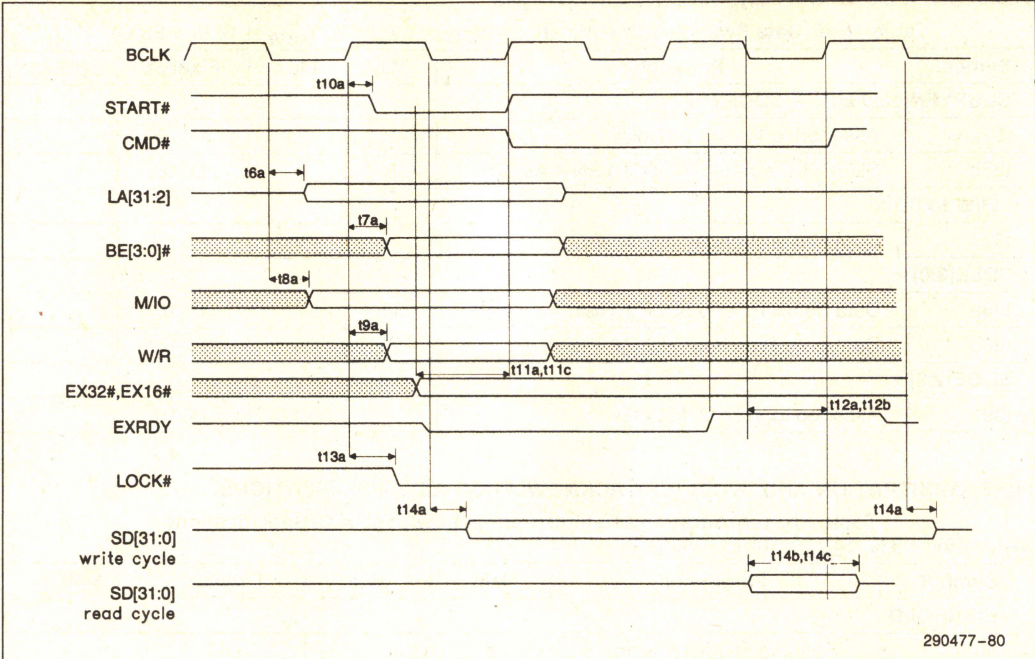 BCLK
t10a
START#
CMD#
t6a
LA[31:2]
t7a
BE[3:0]#
t8a
M/IO
t9a
W/R
t11a,t11c
EX32#,EX16#
t12a,t12b
EXRDY
t13a
LOCK#
t14a
t14a
SD[31:0]
write cycle
t14b,t14c
SD[31:0]
read cycle
290477-80